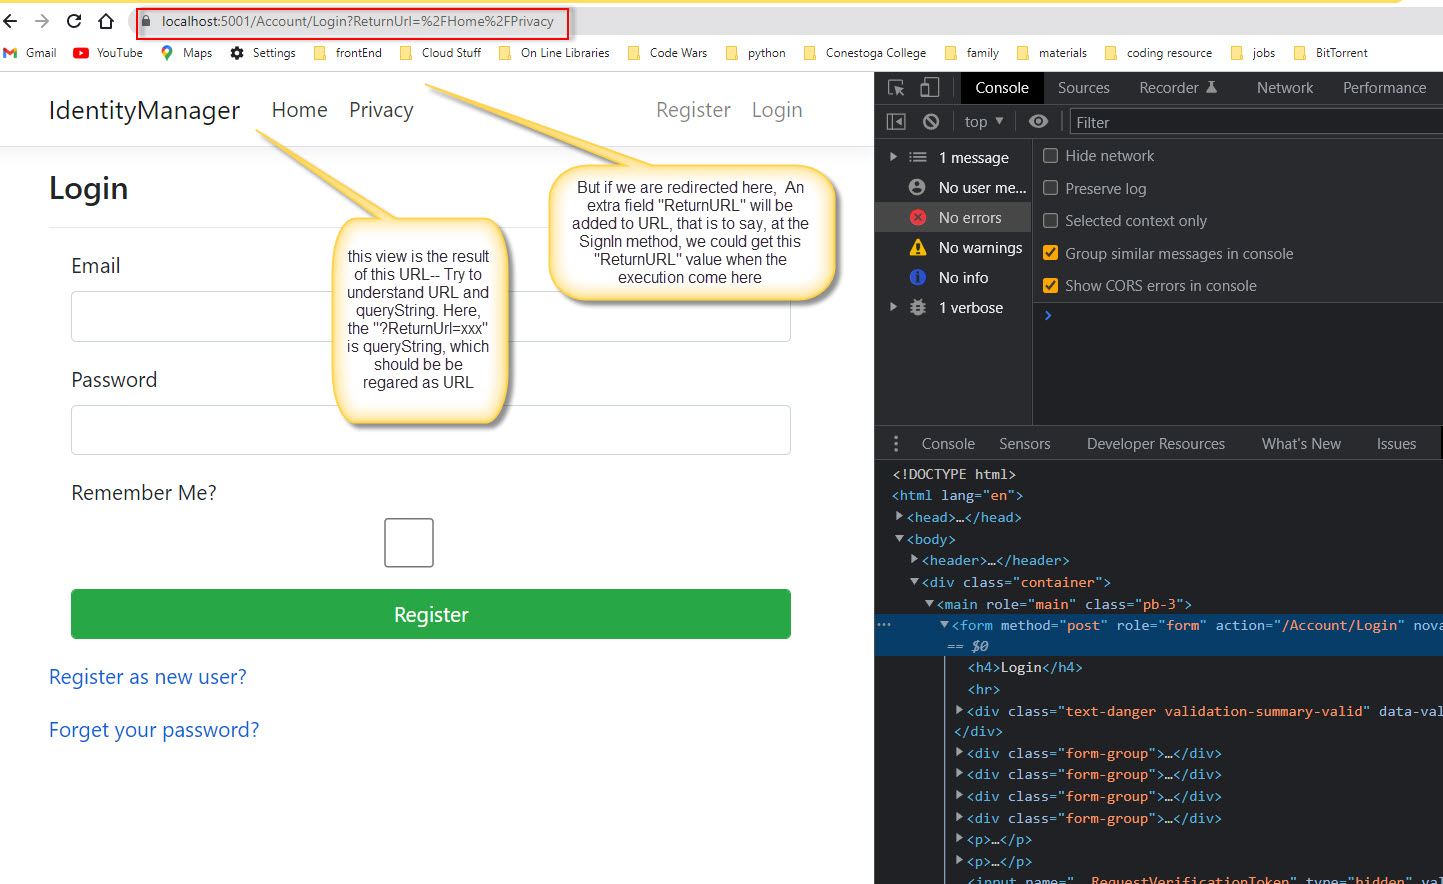 localhost:5001/Account/Login?ReturnUrl=%2FHome%2FPrivacy
Gmail YouTube Maps Settings frontEnd Cloud Stuff On Line Libraries Code Wars python Conestoga College family materials coding resource jobs BitTorrent
IdentityManager Home Privacy Register Login
Login
Email
Password
Remember Me?
Register
Register as new user?
Forget your password?
this view is the result
of this URL-- Try to
understand URL and
queryString. Here,
the "?ReturnUrl=xxx"
is queryString, which
should be be
regared as URL
But if we are redirected here, An
extra field "ReturnURL" will be
added to URL, that is to say, at the
SignIn method, we could get this
"ReturnURL" value when the
execution come here
Console Sources Recorder Network Performance
top Filter
1 message
No user me...
No errors
No warnings
No info
1 verbose
Hide network
Preserve log
Selected context only
Group similar messages in console
Show CORS errors in console
Console Sensors Developer Resources What's New Issues
<!DOCTYPE html>
<html lang="en">
<head>…</head>
<body>
<header>…</header>
<div class="container">
<main role="main" class="pb-3">
<form method="post" role="form" action="/Account/Login" nova
== $0
<h4>Login</h4>
<hr>
<div class="text-danger validation-summary-valid" data-val
</div>
<div class="form-group">…</div>
<div class="form-group">…</div>
<div class="form-group">…</div>
<div class="form-group">…</div>
<p>…</p>
<p>…</p>
<input name="__RequestVerificationToken" type="hidden" val